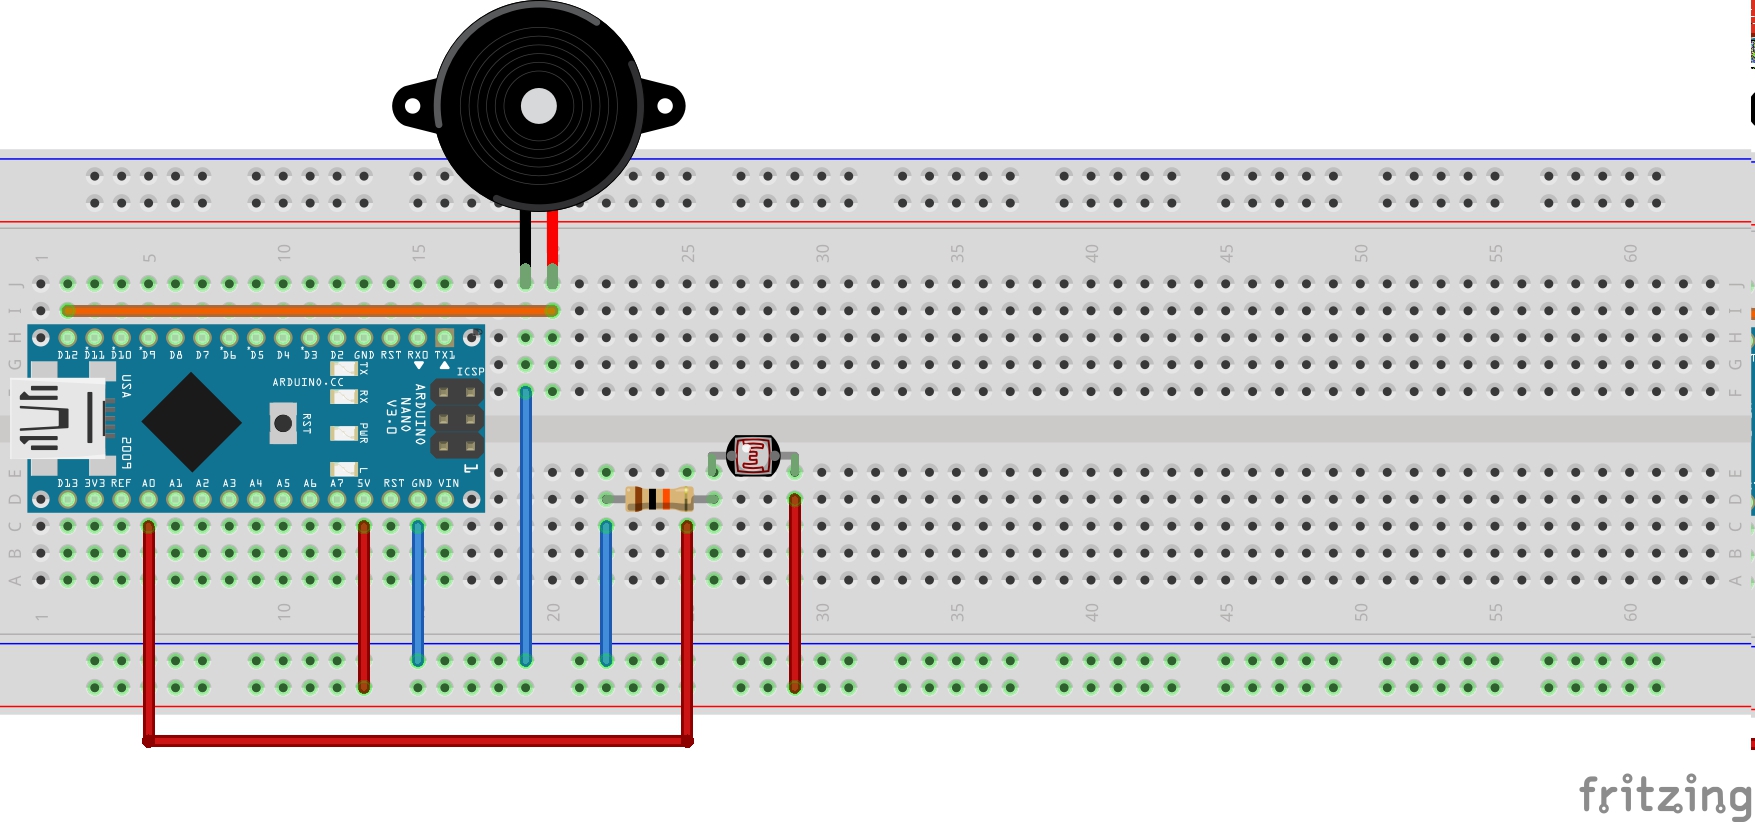 1 5 10 15 25 30 35 40 45 50 55 60
J J
I
H H
G G
F
D12 D11 D10 D9 D8 D7 D6 D5 D4 D3 D2 GND RST RX0 TX1
TX
ICSP
ARDUINO.CC
USA
RX
ARDUINO
NANO
V3.0
RST
PWR
2009
L
1
E E
D13 3V3 REF A0 A1 A2 A3 A4 A5 A6 A7 5V RST GND VIN
D D
C C
B B
A A
1 10 20 30 35 40 45 50 55 60
fritzing